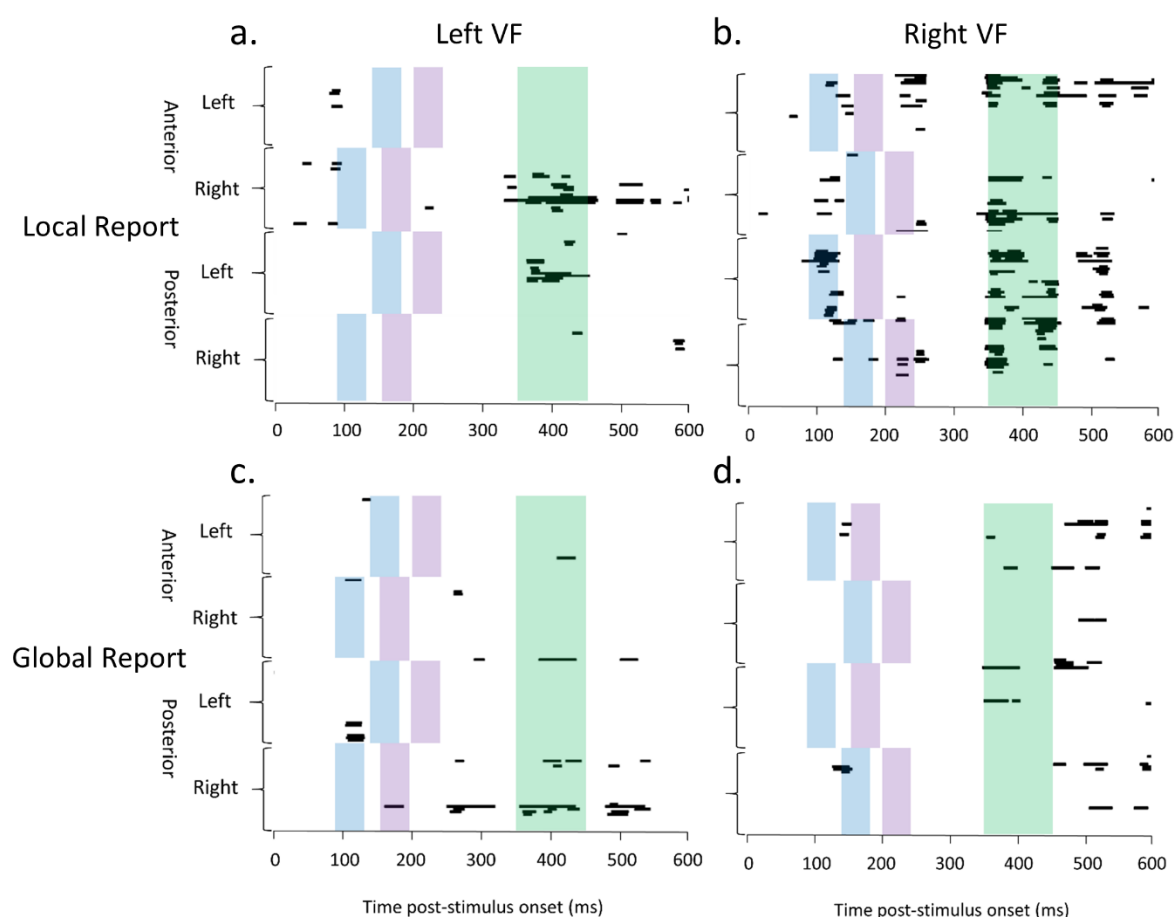 a.
Left VF
b.
Right VF
Local Report
Anterior
Left
Right
Posterior
Left
Right
0 100 200 300 400 500 600
0 100 200 300 400 500 600
c.
d.
Global Report
Anterior
Left
Right
Posterior
Left
Right
0 100 200 300 400 500 600
0 100 200 300 400 500 600
Time post-stimulus onset (ms)
Time post-stimulus onset (ms)